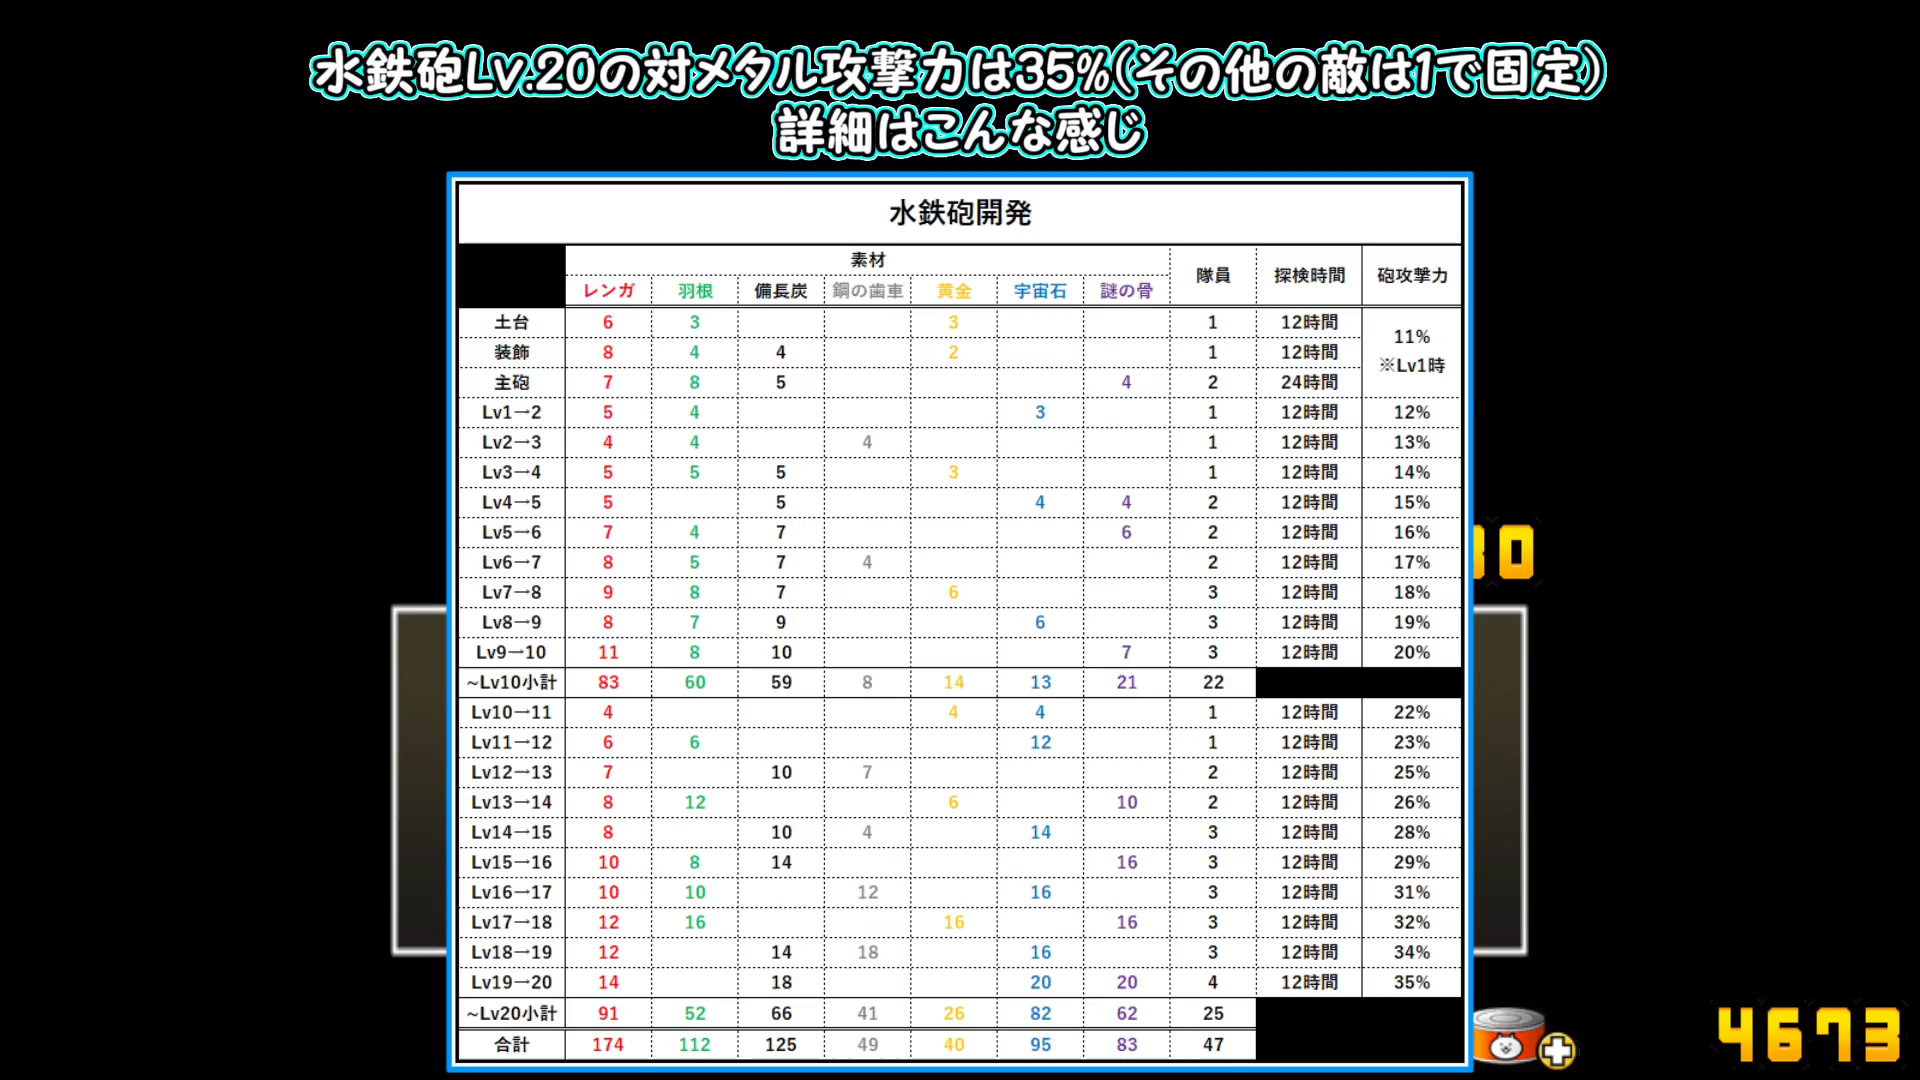 水鉄砲Lv.20の対メタル攻撃力は35%(その他の敵は1で固定)
詳細はこんな感じ
水鉄砲開発
素材 隊員 探検時間 砲攻撃力
レンガ 羽根 備長炭 鋼の歯車 黄金 宇宙石 謎の骨
土台 6 3 3 1 12時間 11%
装飾 8 4 4 2 1 12時間 ※Lv1時
主砲 7 8 5 4 2 24時間
Lv1→2 5 4 3 1 12時間 12%
Lv2→3 4 4 4 1 12時間 13%
Lv3→4 5 5 5 3 1 12時間 14%
Lv4→5 5 5 4 4 2 12時間 15%
Lv5→6 7 4 7 6 2 12時間 16%
Lv6→7 8 5 7 4 2 12時間 17%
Lv7→8 9 8 7 6 3 12時間 18%
Lv8→9 8 7 9 6 3 12時間 19%
Lv9→10 11 8 10 7 3 12時間 20%
~Lv10小計 83 60 59 8 14 13 21 22
Lv10→11 4 4 4 1 12時間 22%
Lv11→12 6 6 12 1 12時間 23%
Lv12→13 7 10 7 2 12時間 25%
Lv13→14 8 12 6 10 2 12時間 26%
Lv14→15 8 10 4 14 3 12時間 28%
Lv15→16 10 8 14 16 3 12時間 29%
Lv16→17 10 10 12 16 3 12時間 31%
Lv17→18 12 16 16 16 3 12時間 32%
Lv18→19 12 14 18 16 3 12時間 34%
Lv19→20 14 18 20 20 4 12時間 35%
~Lv20小計 91 52 66 41 26 82 62 25
合計 174 112 125 49 40 95 83 47
4673